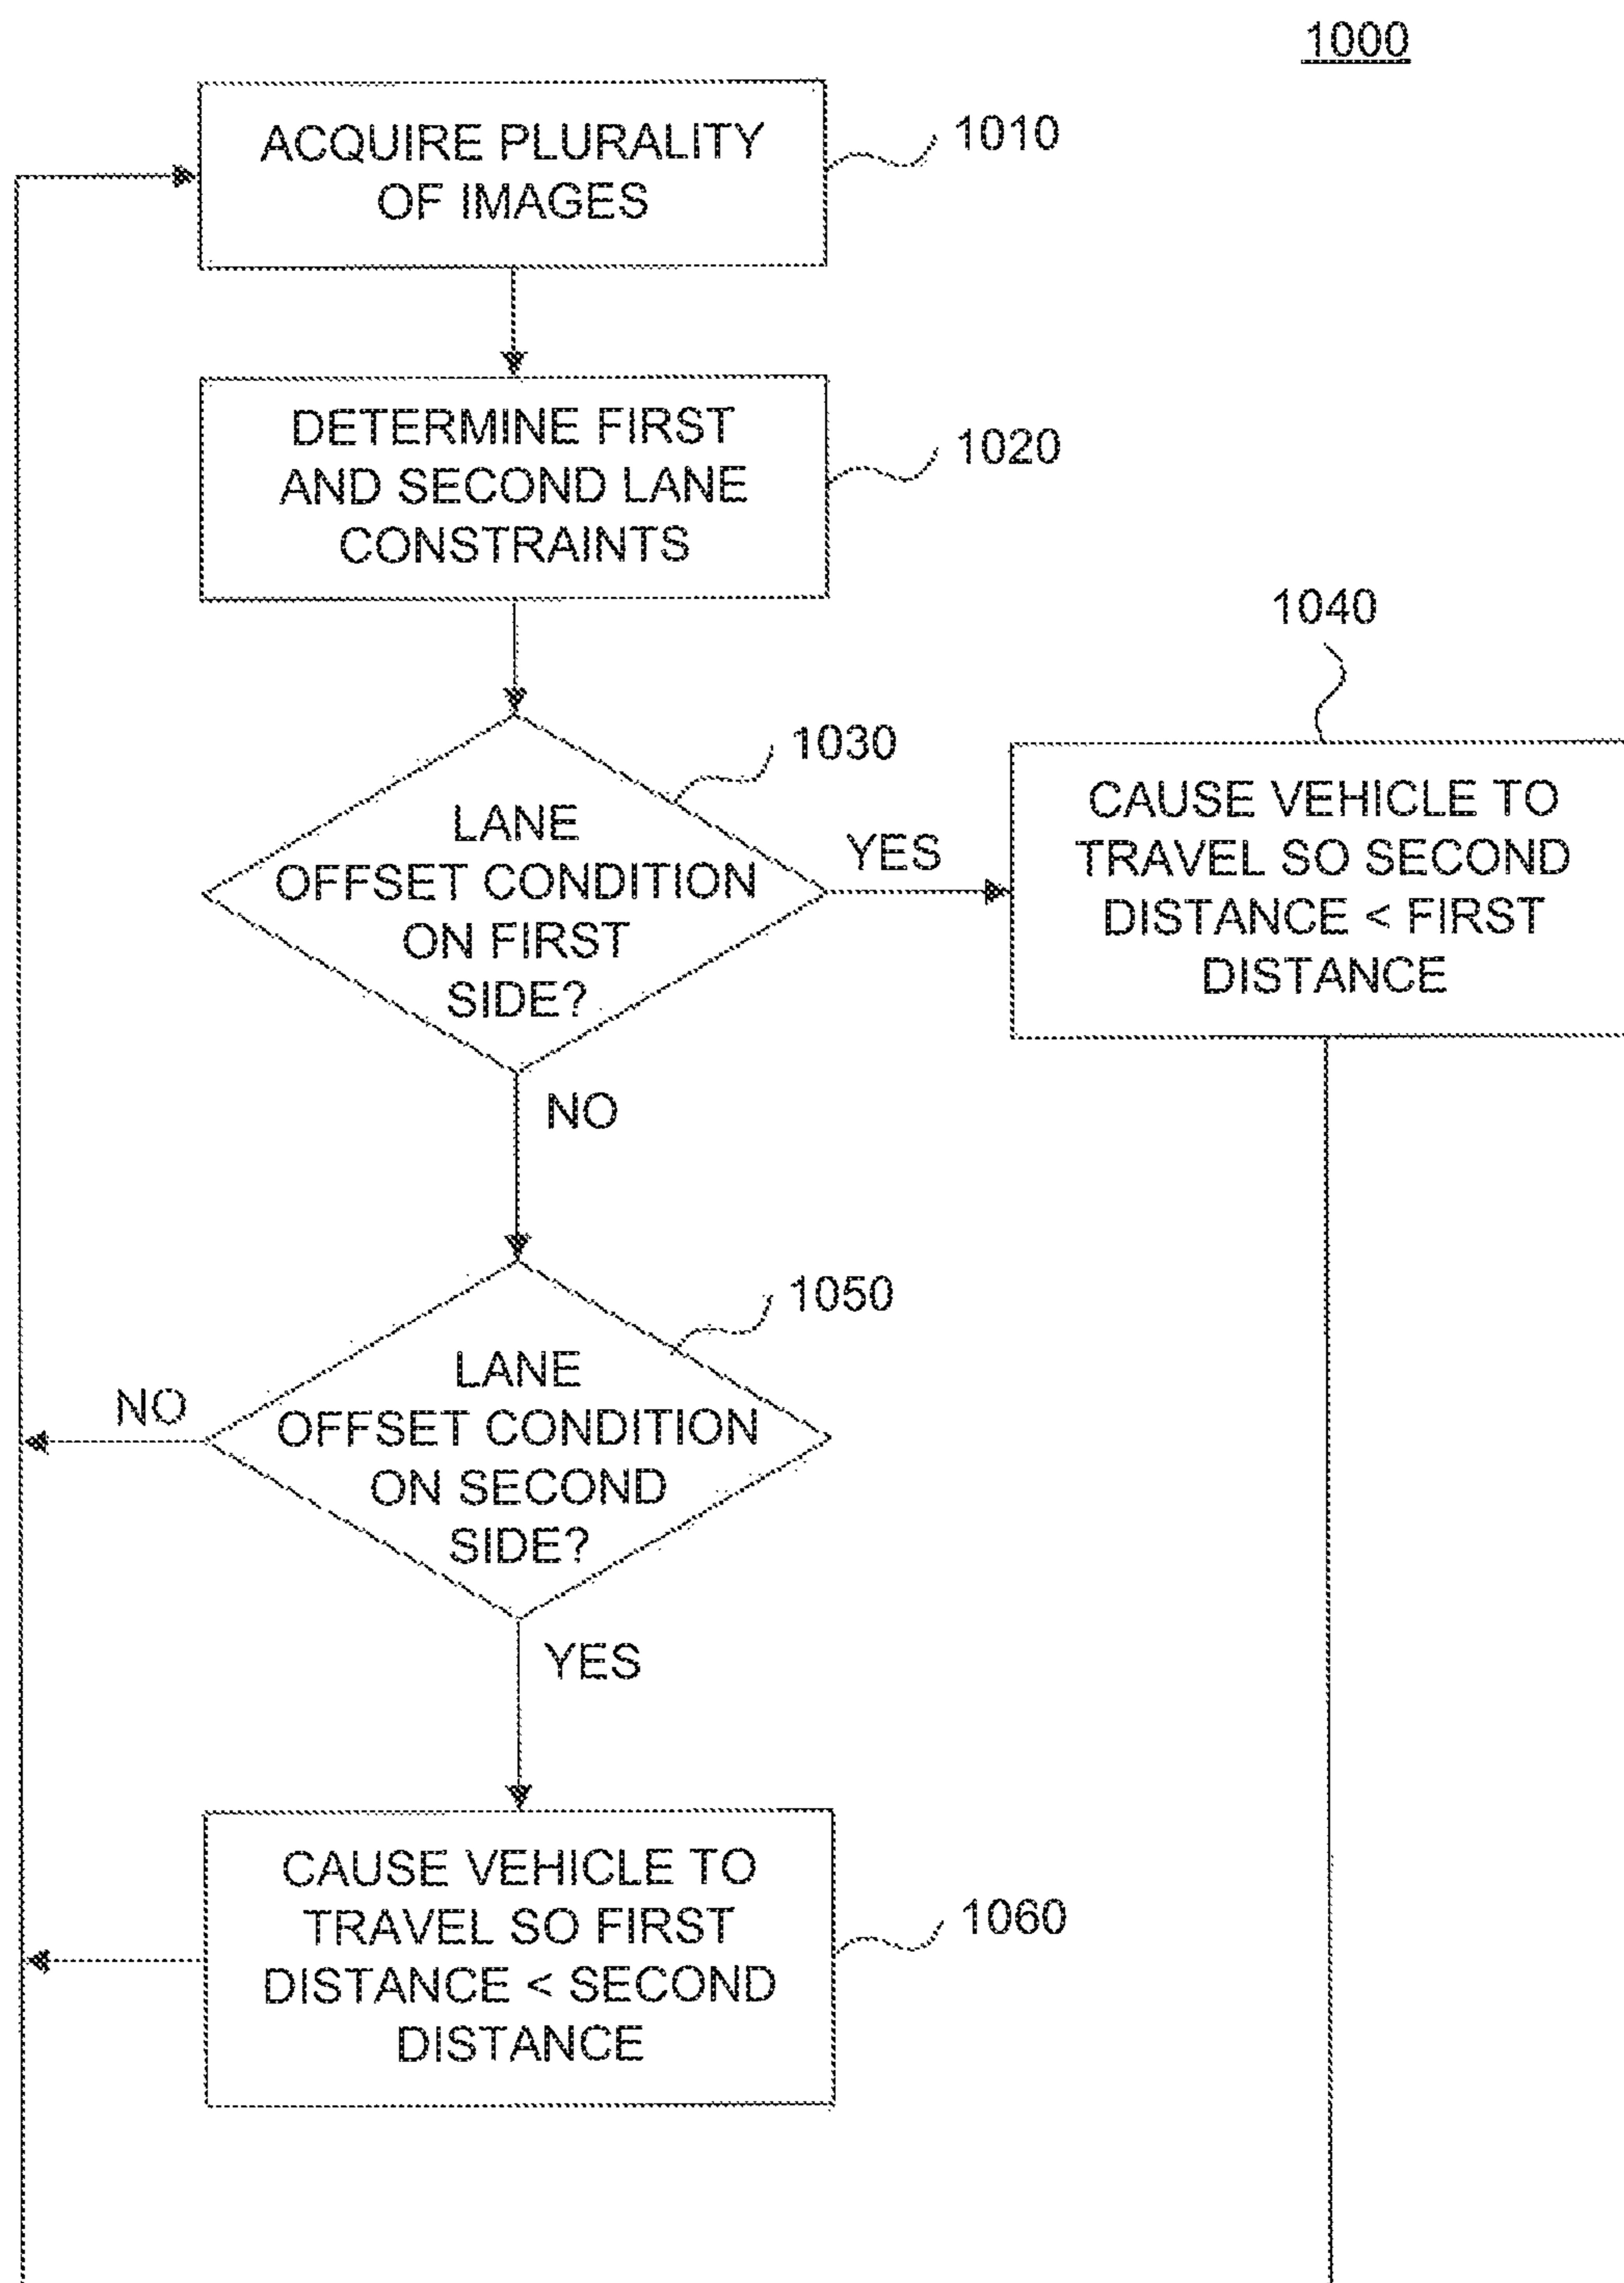 1000
ACQUIRE PLURALITY
OF IMAGES
1010
DETERMINE FIRST
AND SECOND LANE
CONSTRAINTS
1020
1030
LANE
OFFSET CONDITION
ON FIRST
SIDE?
YES
1040
CAUSE VEHICLE TO
TRAVEL SO SECOND
DISTANCE < FIRST
DISTANCE
NO
1050
LANE
OFFSET CONDITION
ON SECOND
SIDE?
NO
YES
CAUSE VEHICLE TO
TRAVEL SO FIRST
DISTANCE < SECOND
DISTANCE
1060